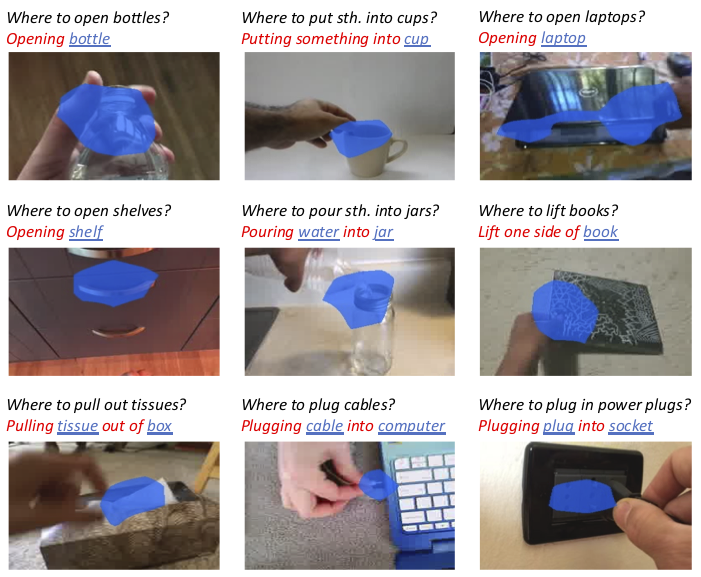 Where to open bottles?
Opening bottle
Where to put sth. into cups?
Putting something into cup
Where to open laptops?
Opening laptop
Where to open shelves?
Opening shelf
Where to pour sth. into jars?
Pouring water into jar
Where to lift books?
Lift one side of book
Where to pull out tissues?
Pulling tissue out of box
Where to plug cables?
Plugging cable into computer
Where to plug in power plugs?
Plugging plug into socket